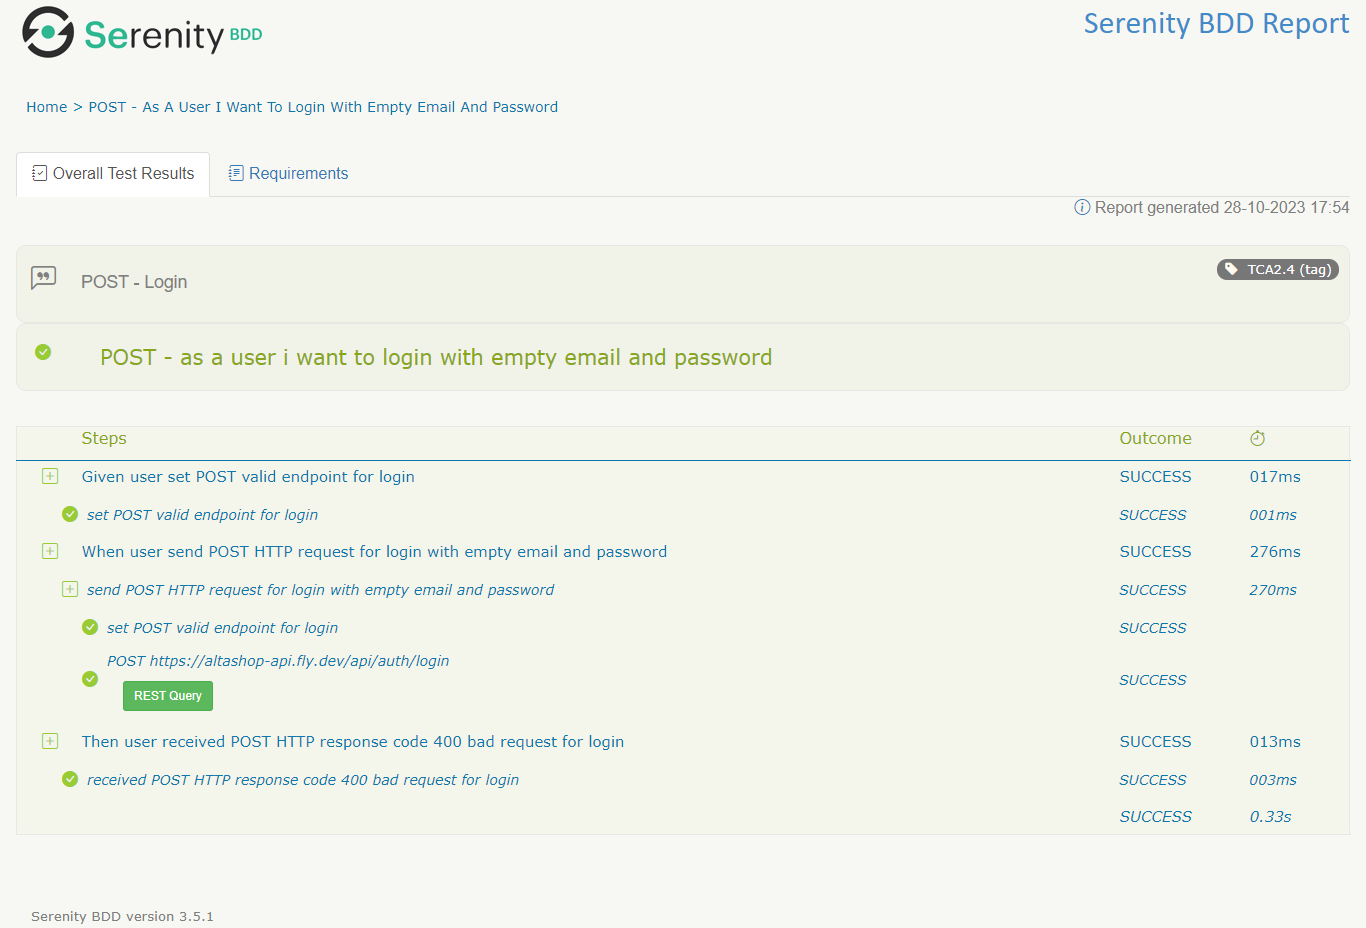 Serenity BDD
Serenity BDD Report
Home > POST - As A User I Want To Login With Empty Email And Password
Overall Test Results
Requirements
Report generated 28-10-2023 17:54
POST - Login
TCA2.4 (tag)
POST - as a user i want to login with empty email and password
Steps Outcome
Given user set POST valid endpoint for login SUCCESS 017ms
set POST valid endpoint for login SUCCESS 001ms
When user send POST HTTP request for login with empty email and password SUCCESS 276ms
send POST HTTP request for login with empty email and password SUCCESS 270ms
set POST valid endpoint for login SUCCESS
POST https://altashop-api.fly.dev/api/auth/login
SUCCESS
REST Query
Then user received POST HTTP response code 400 bad request for login SUCCESS 013ms
received POST HTTP response code 400 bad request for login SUCCESS 003ms
SUCCESS 0.33s
Serenity BDD version 3.5.1